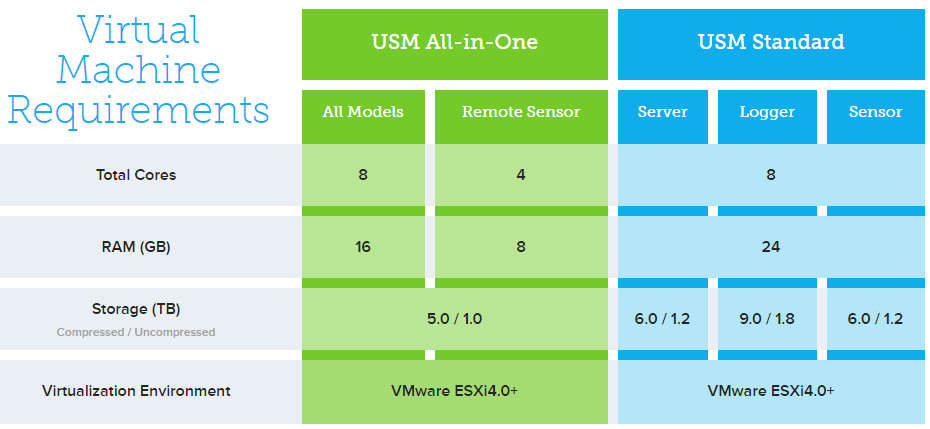 Virtual
Machine
Requirements
USM All-in-One
USM Standard
All Models
Remote Sensor
Server
Logger
Sensor
Total Cores
8
4
8
RAM (GB)
16
8
24
Storage (TB)
Compressed / Uncompressed
5.0 / 1.0
6.0 / 1.2
9.0 / 1.8
6.0 / 1.2
Virtualization Environment
VMware ESXi4.0+
VMware ESXi4.0+